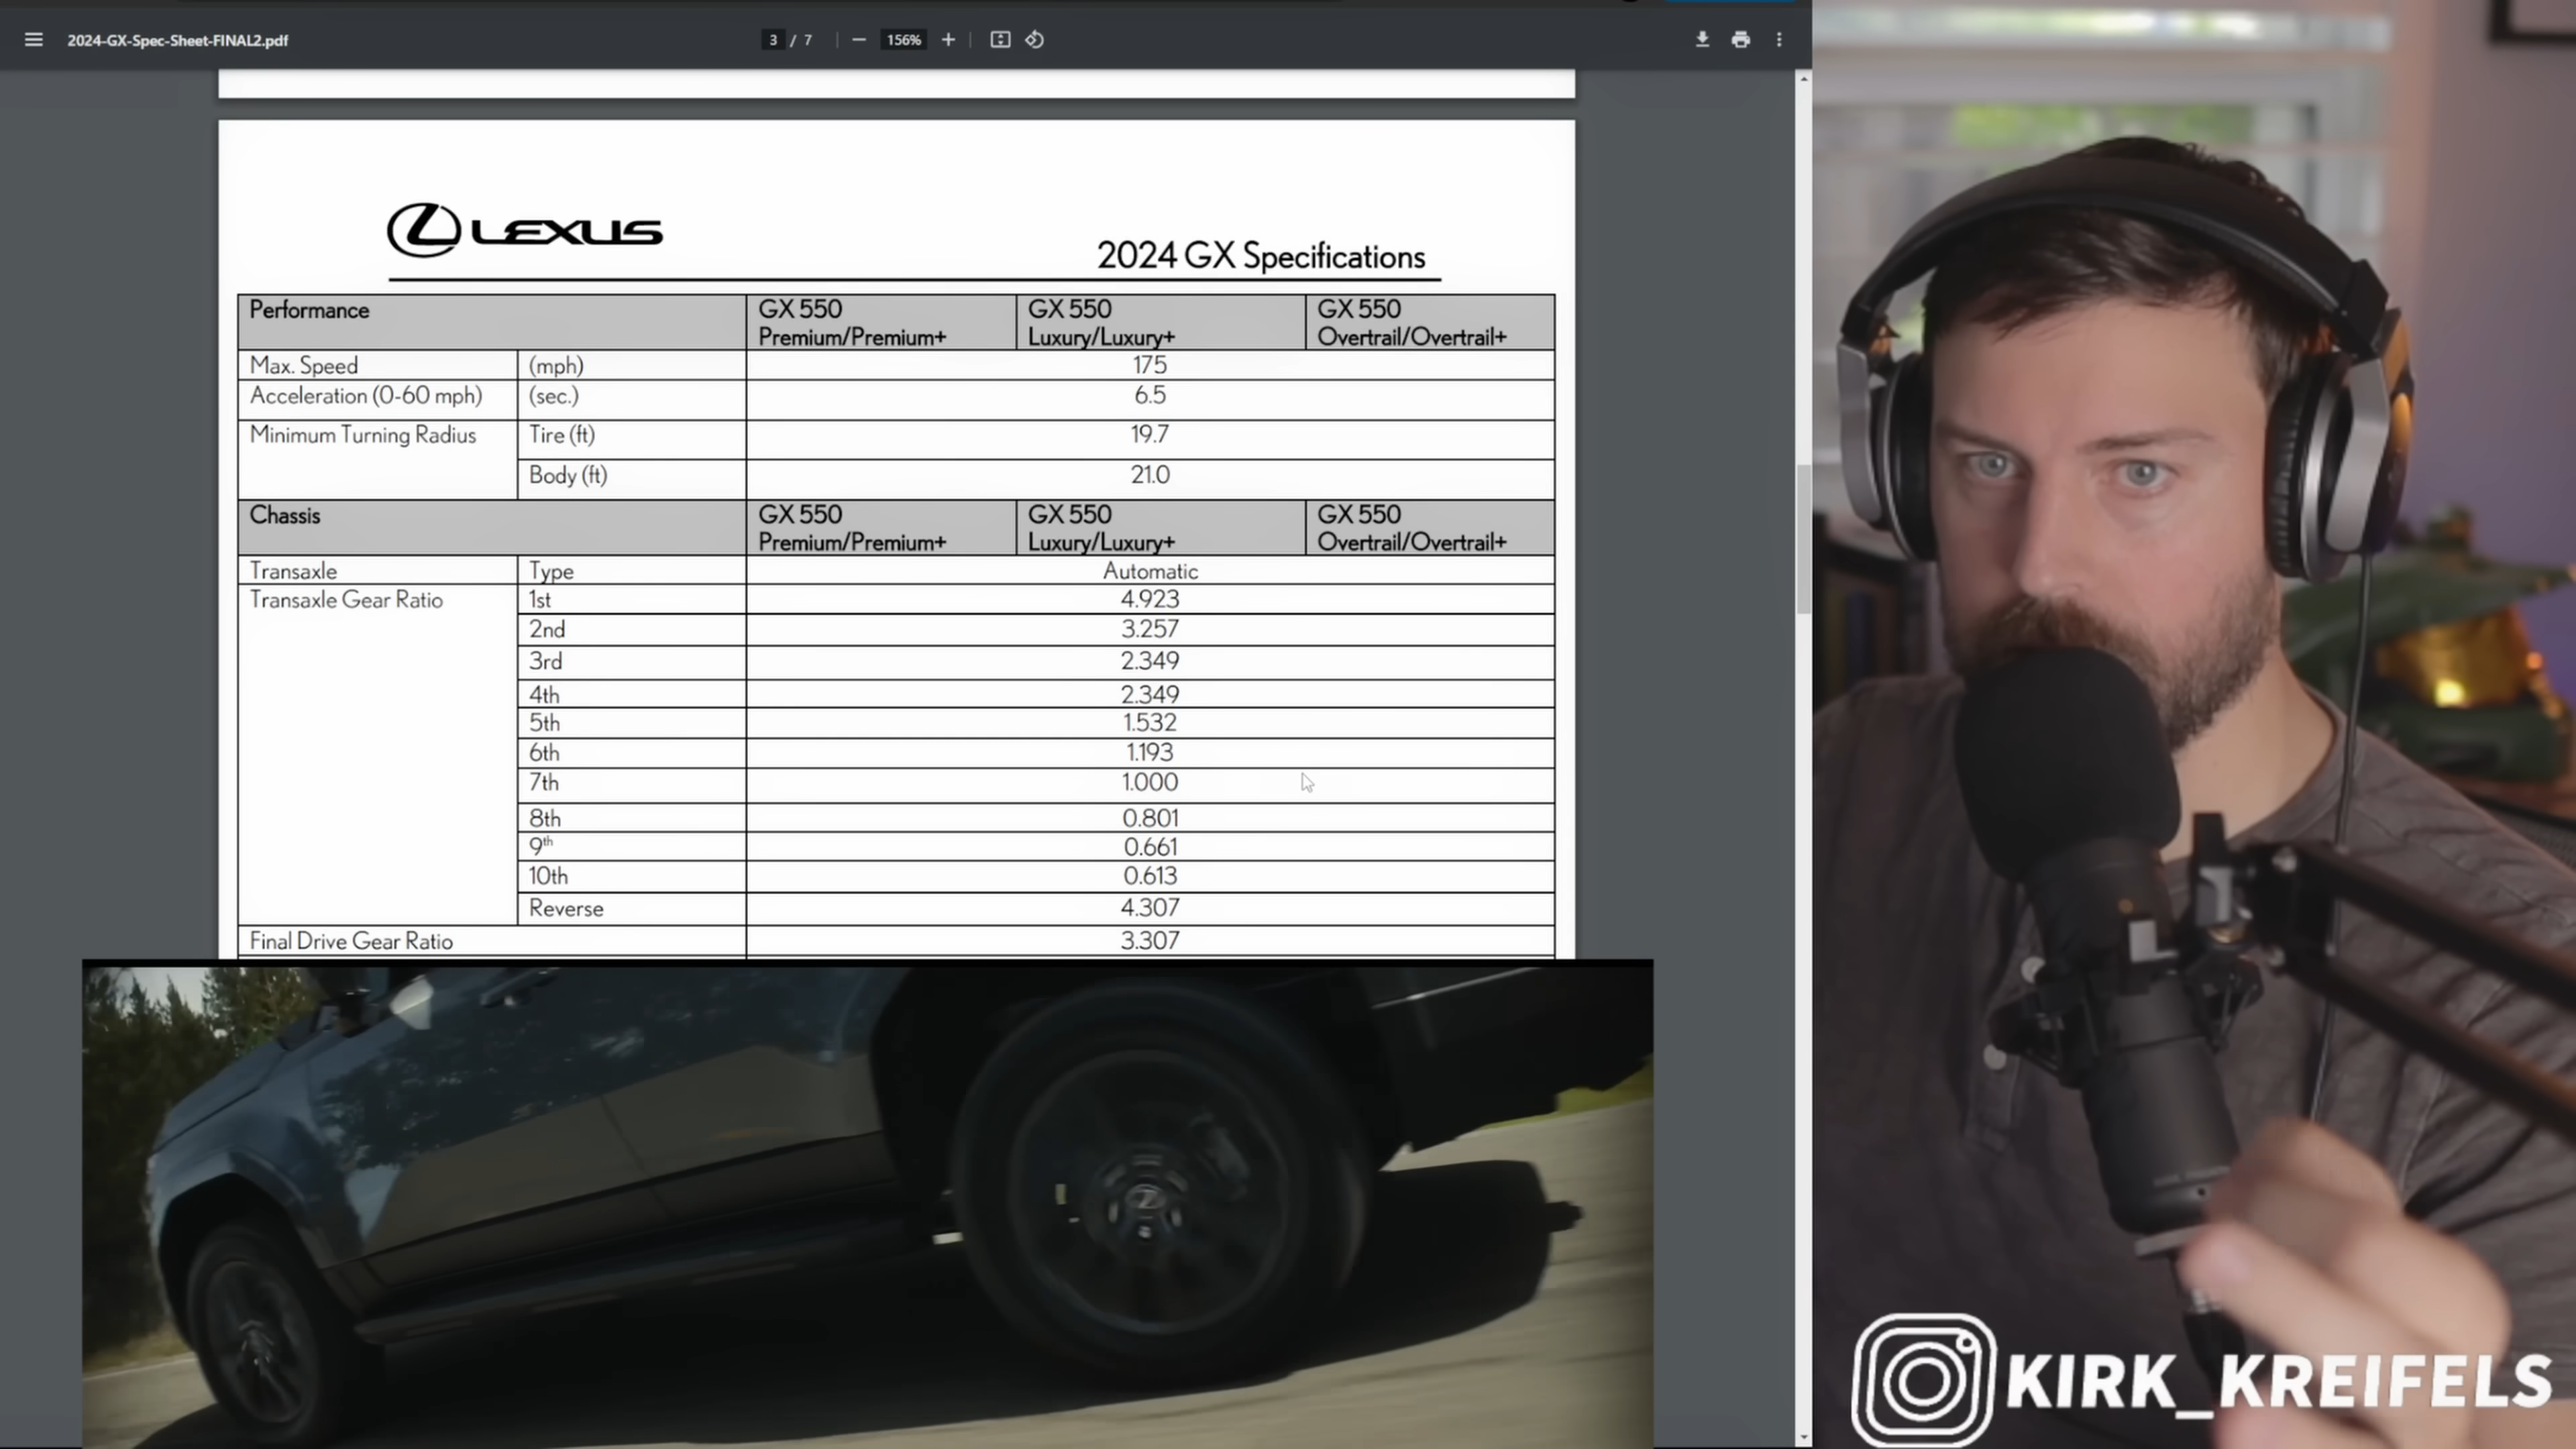 2024-GX-Spec-Sheet-FINAL2.pdf
3 / 7
156%
LEXUS
2024 GX Specifications
Performance GX 550 Premium/Premium+ GX 550 Luxury/Luxury+ GX 550 Overtrail/Overtrail+
Max. Speed (mph) 175
Acceleration (0-60 mph) (sec.) 6.5
Minimum Turning Radius Tire (ft) 19.7
Body (ft) 21.0
Chassis GX 550 Premium/Premium+ GX 550 Luxury/Luxury+ GX 550 Overtrail/Overtrail+
Transaxle Type Automatic
Transaxle Gear Ratio 1st 4.923
2nd 3.257
3rd 2.349
4th 2.349
5th 1.532
6th 1.193
7th 1.000
8th 0.801
9th 0.661
10th 0.613
Reverse 4.307
Final Drive Gear Ratio 3.307
KIRK_KREIFELS